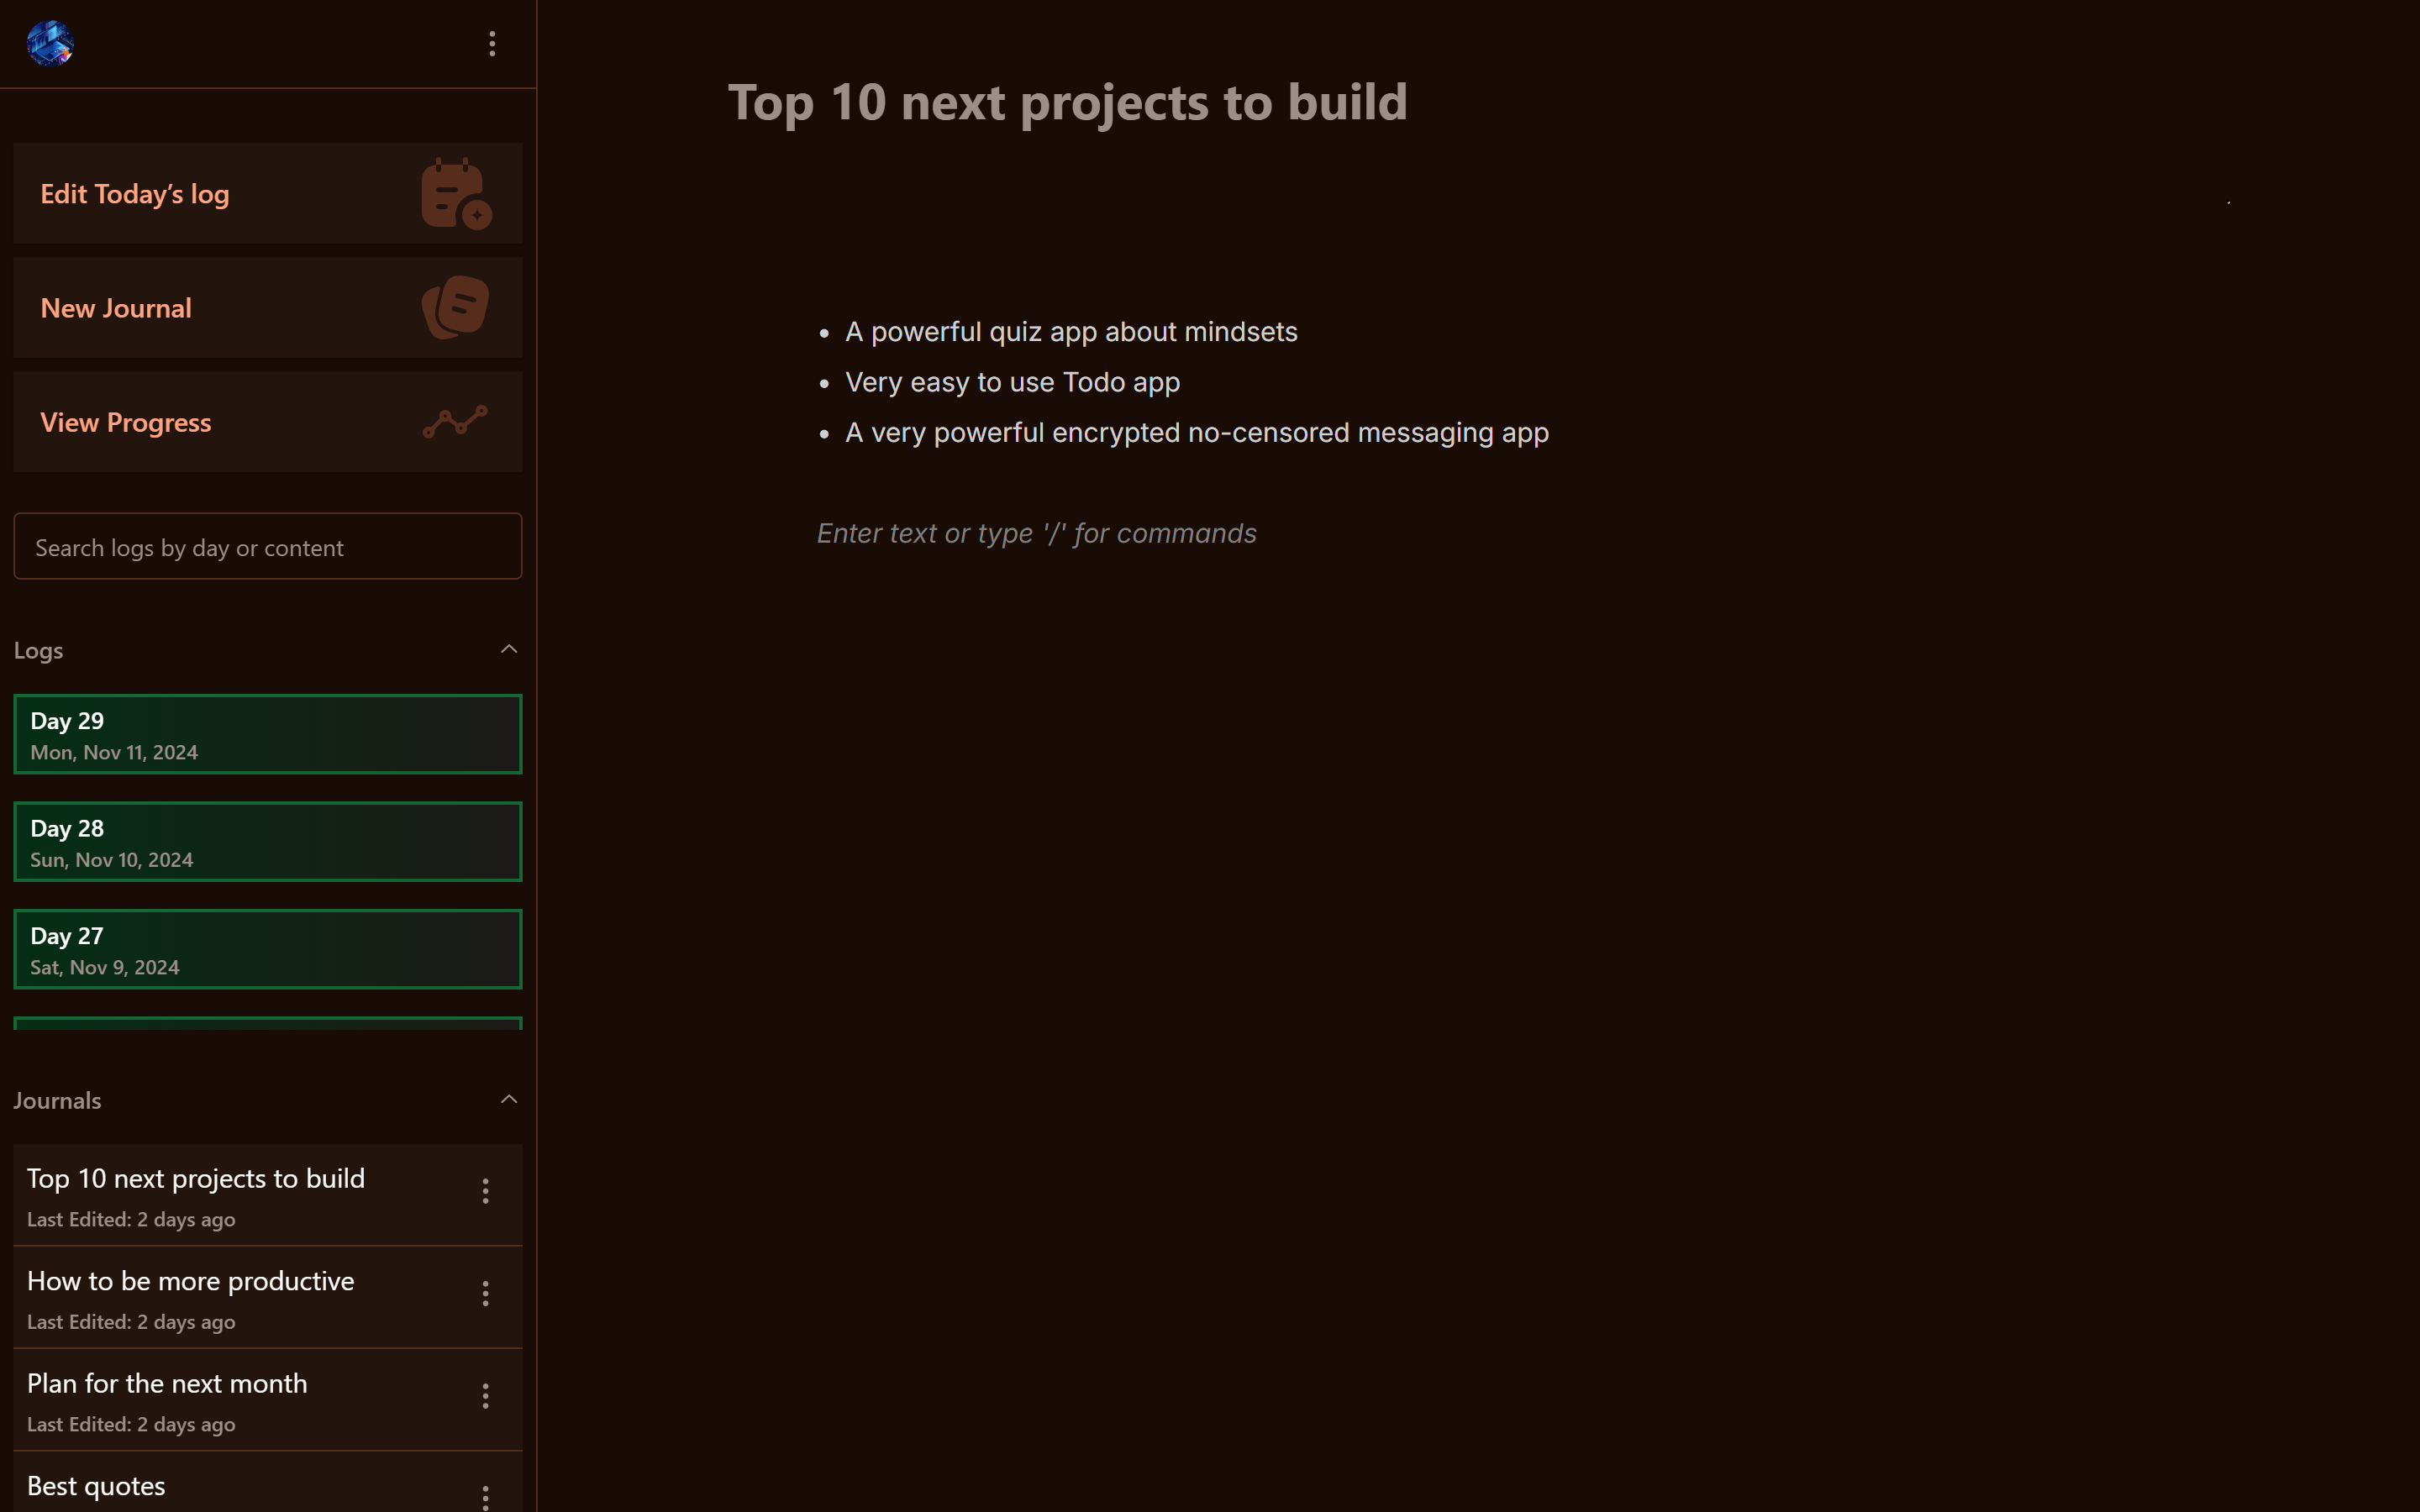 Edit Today’s log
New Journal
View Progress
Search logs by day or content
Logs
Day 29
Mon, Nov 11, 2024
Day 28
Sun, Nov 10, 2024
Day 27
Sat, Nov 9, 2024
Journals
Top 10 next projects to build
Last Edited: 2 days ago
How to be more productive
Last Edited: 2 days ago
Plan for the next month
Last Edited: 2 days ago
Best quotes
Top 10 next projects to build
• A powerful quiz app about mindsets
• Very easy to use Todo app
• A very powerful encrypted no-censored messaging app
Enter text or type '/' for commands